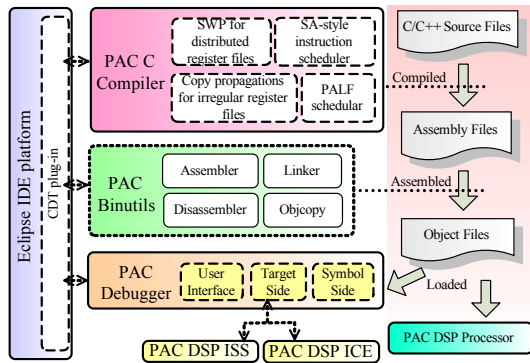 Eclipse IDE platform
CDT plug-in
PAC C
Compiler
SWP for
distributed
register files
SA-style
instruction
scheduler
Copy propagations
for irregular register
files
PALF
schedular
PAC
Binutils
Assembler
Linker
Disassembler
Objcopy
PAC
Debugger
User
Interface
Target
Side
Symbol
Side
PAC DSP ISS
PAC DSP ICE
C/C++ Source Files
Compiled
Assembly Files
Assembled
Object Files
Loaded
PAC DSP Processor